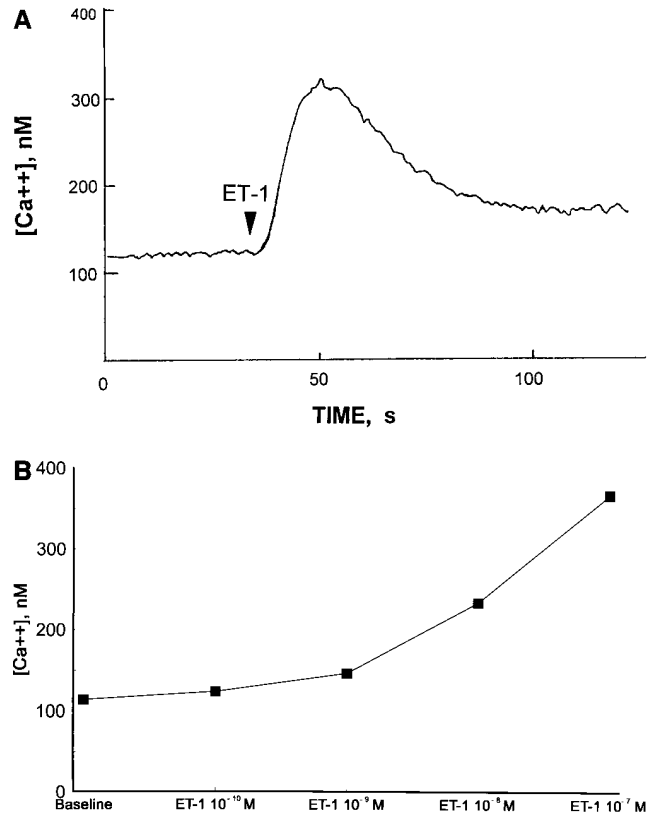 A
400
300
200
100
[Ca++], nM
ET-1
0
50
100
TIME, s
B
400
300
200
100
0
[Ca++], nM
Baseline
ET-1 10⁻¹⁰ M
ET-1 10⁻⁹ M
ET-1 10⁻⁸ M
ET-1 10⁻⁷ M